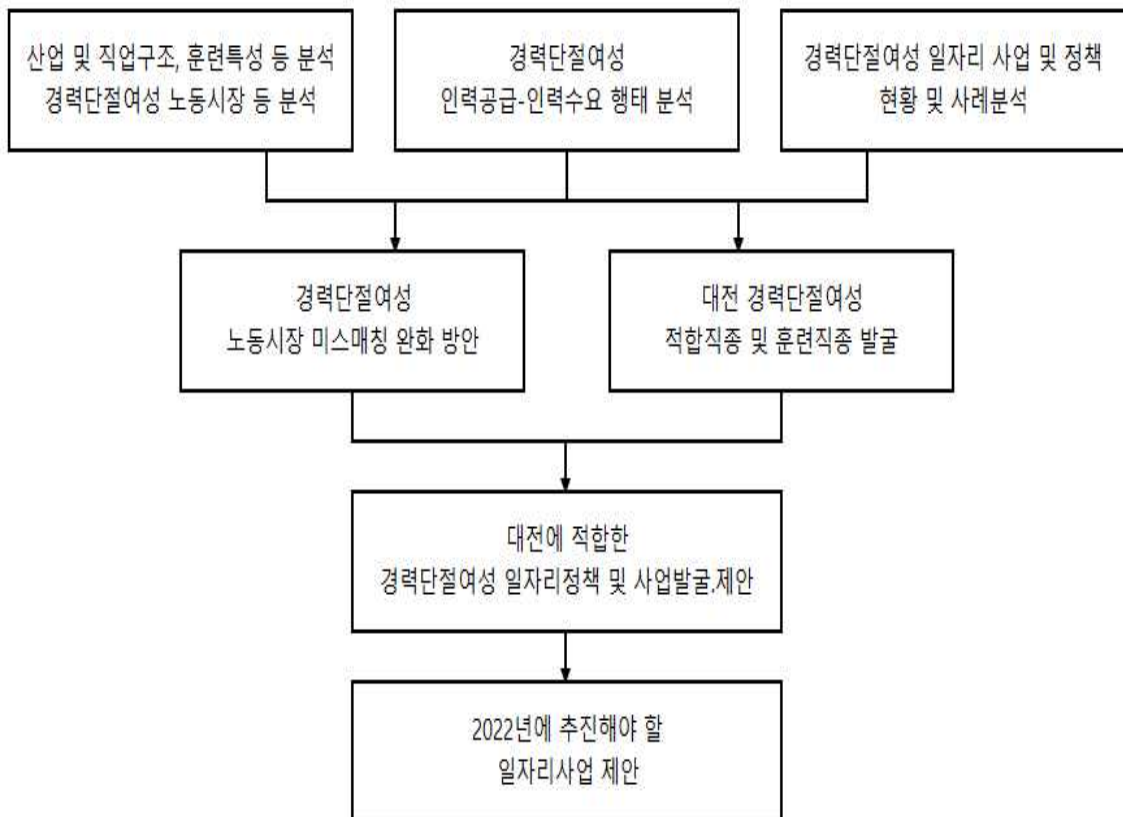 산업 및 직업구조, 훈련특성 등 분석
경력단절여성 노동시장 등 분석
경력단절여성
인력공급-인력수요 행태 분석
경력단절여성 일자리 사업 및 정책
현황 및 사례분석
경력단절여성
노동시장 미스매칭 완화 방안
대전 경력단절여성
적합직종 및 훈련직종 발굴
대전에 적합한
경력단절여성 일자리정책 및 사업발굴.제안
2022년에 추진해야 할
일자리사업 제안